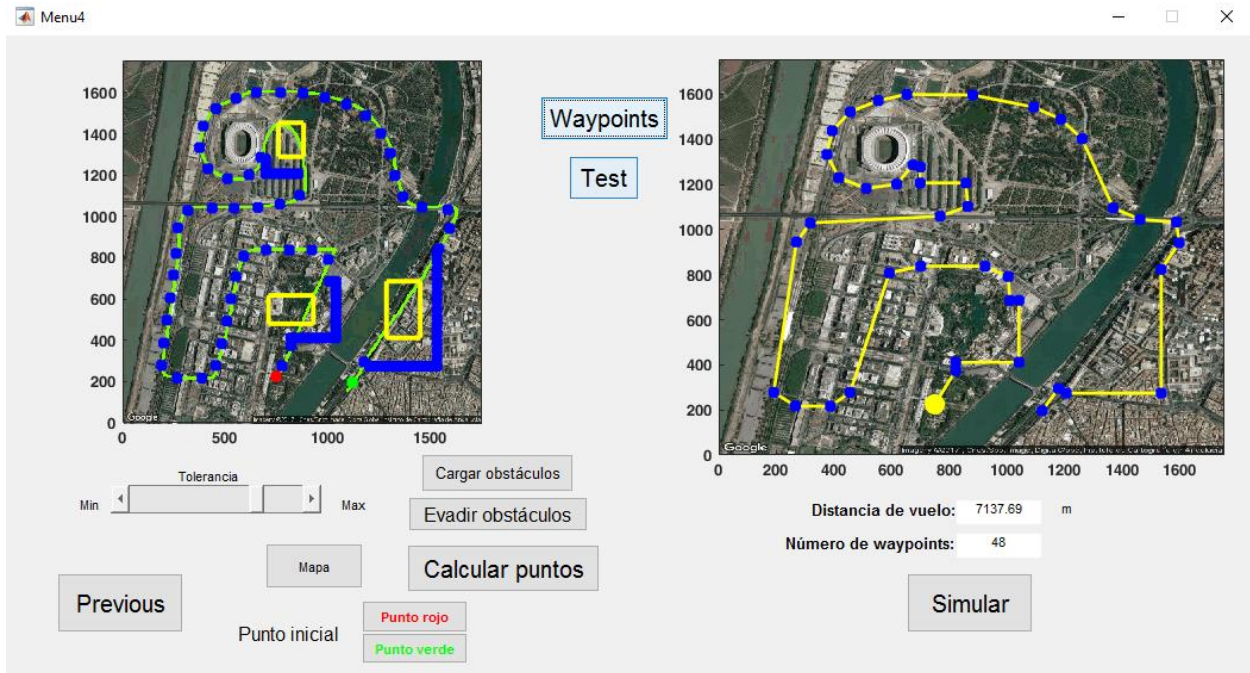 Menu4
1600
1400
1200
1000
800
600
400
200
0
0 500 1000 1500
Google
Waypoints
Test
1600
1400
1200
1000
800
600
400
200
0
0 200 400 600 800 1000 1200 1400 1600
Google
Tolerancia
Min
Max
Cargar obstáculos
Evadir obstáculos
Mapa
Calcular puntos
Previous
Punto inicial
Punto rojo
Punto verde
Distancia de vuelo: 7137.69 m
Número de waypoints: 48
Simular